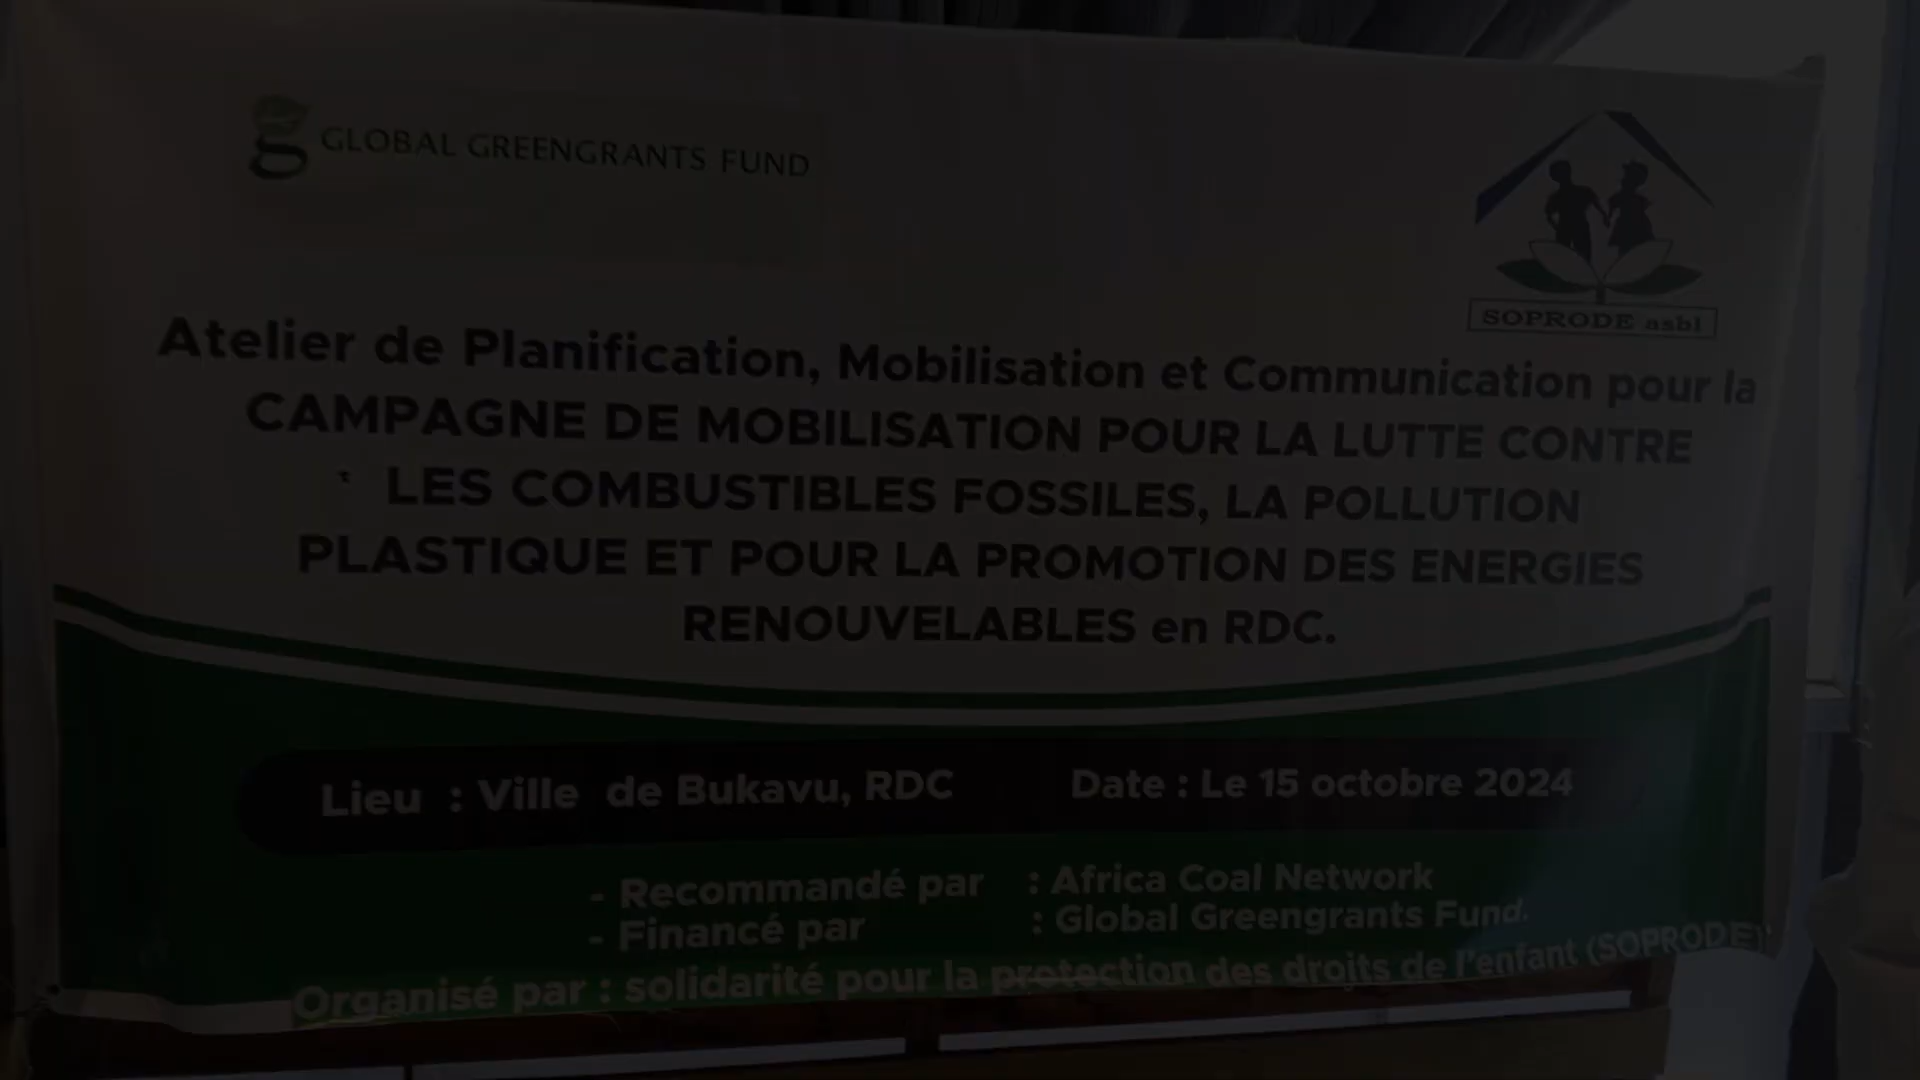 GLOBAL GREENGRANTS FUND
SOPRODE asbl
Atelier de Planification, Mobilisation et Communication pour la
CAMPAGNE DE MOBILISATION POUR LA LUTTE CONTRE
LES COMBUSTIBLES FOSSILES, LA POLLUTION
PLASTIQUE ET POUR LA PROMOTION DES ENERGIES
RENOUVELABLES en RDC.
Lieu : Ville de Bukavu, RDC Date : Le 15 octobre 2024
- Recommandé par : Africa Coal Network
- Financé par : Global Greengrants Fund.
Organisé par : solidarité pour la protection des droits de l'enfant (SOPRODE)